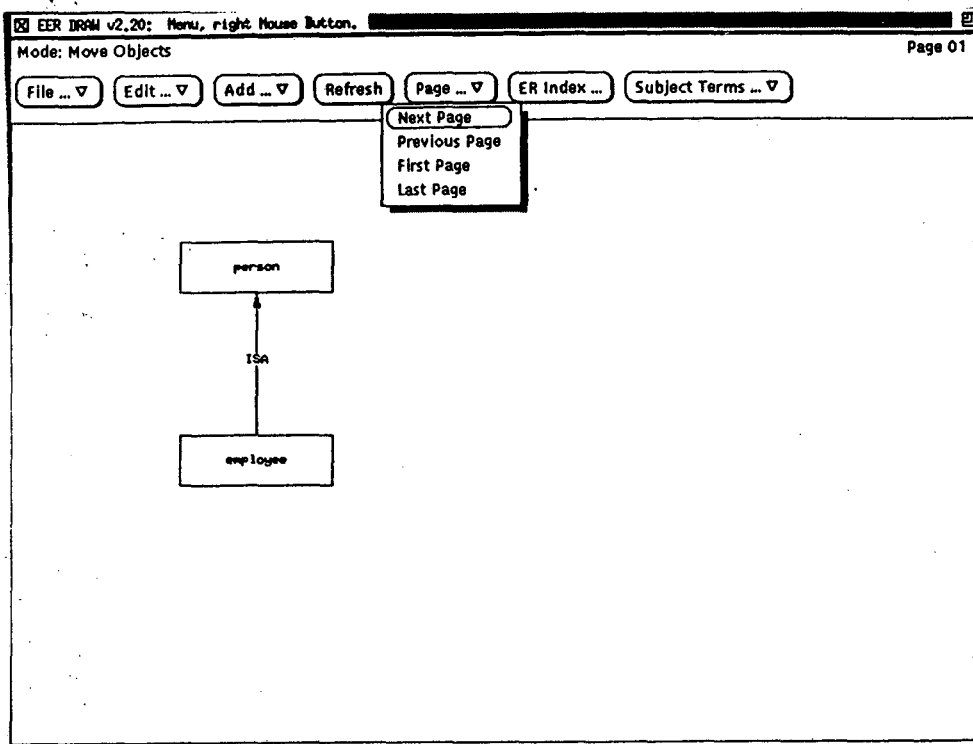 EER DRAW v2.20: Menu, right Mouse Button.
Mode: Move Objects Page 01
File ... ▽ Edit ... ▽ Add ... ▽ Refresh Page ... ▽ ER Index ... Subject Terms ... ▽
Next Page
Previous Page
First Page
Last Page
person
ISA
employee